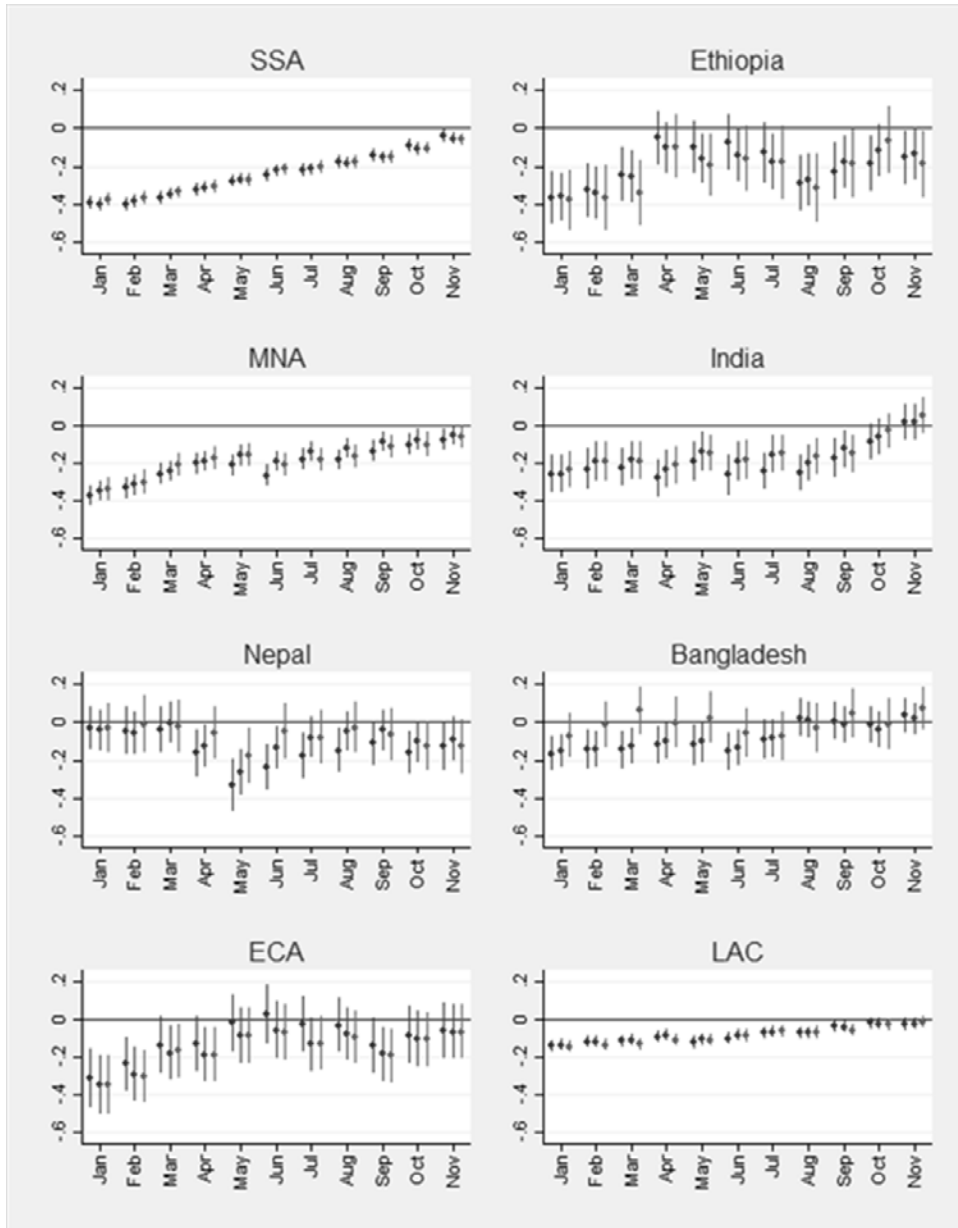 SSA
.2 0 -.2 -.4 -.6
Jan Feb Mar Apr May Jun Jul Aug Sep Oct Nov
Ethiopia
.2 0 -.2 -.4 -.6
Jan Feb Mar Apr May Jun Jul Aug Sep Oct Nov
MNA
.2 0 -.2 -.4 -.6
Jan Feb Mar Apr May Jun Jul Aug Sep Oct Nov
India
.2 0 -.2 -.4 -.6
Jan Feb Mar Apr May Jun Jul Aug Sep Oct Nov
Nepal
.2 0 -.2 -.4 -.6
Jan Feb Mar Apr May Jun Jul Aug Sep Oct Nov
Bangladesh
.2 0 -.2 -.4 -.6
Jan Feb Mar Apr May Jun Jul Aug Sep Oct Nov
ECA
.2 0 -.2 -.4 -.6
Jan Feb Mar Apr May Jun Jul Aug Sep Oct Nov
LAC
.2 0 -.2 -.4 -.6
Jan Feb Mar Apr May Jun Jul Aug Sep Oct Nov